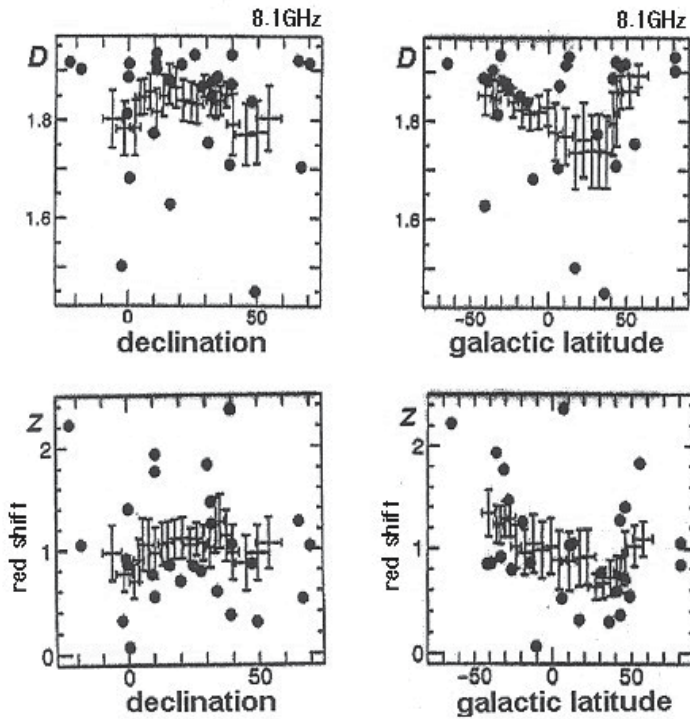 8.1GHz
D
1.8
1.6
0 50
declination
8.1GHz
-50 0 50
galactic latitude
Z
2
1
0
red shift
0 50
declination
Z
2
1
0
red shift
-50 0 50
galactic latitude
D
1.8
1.6